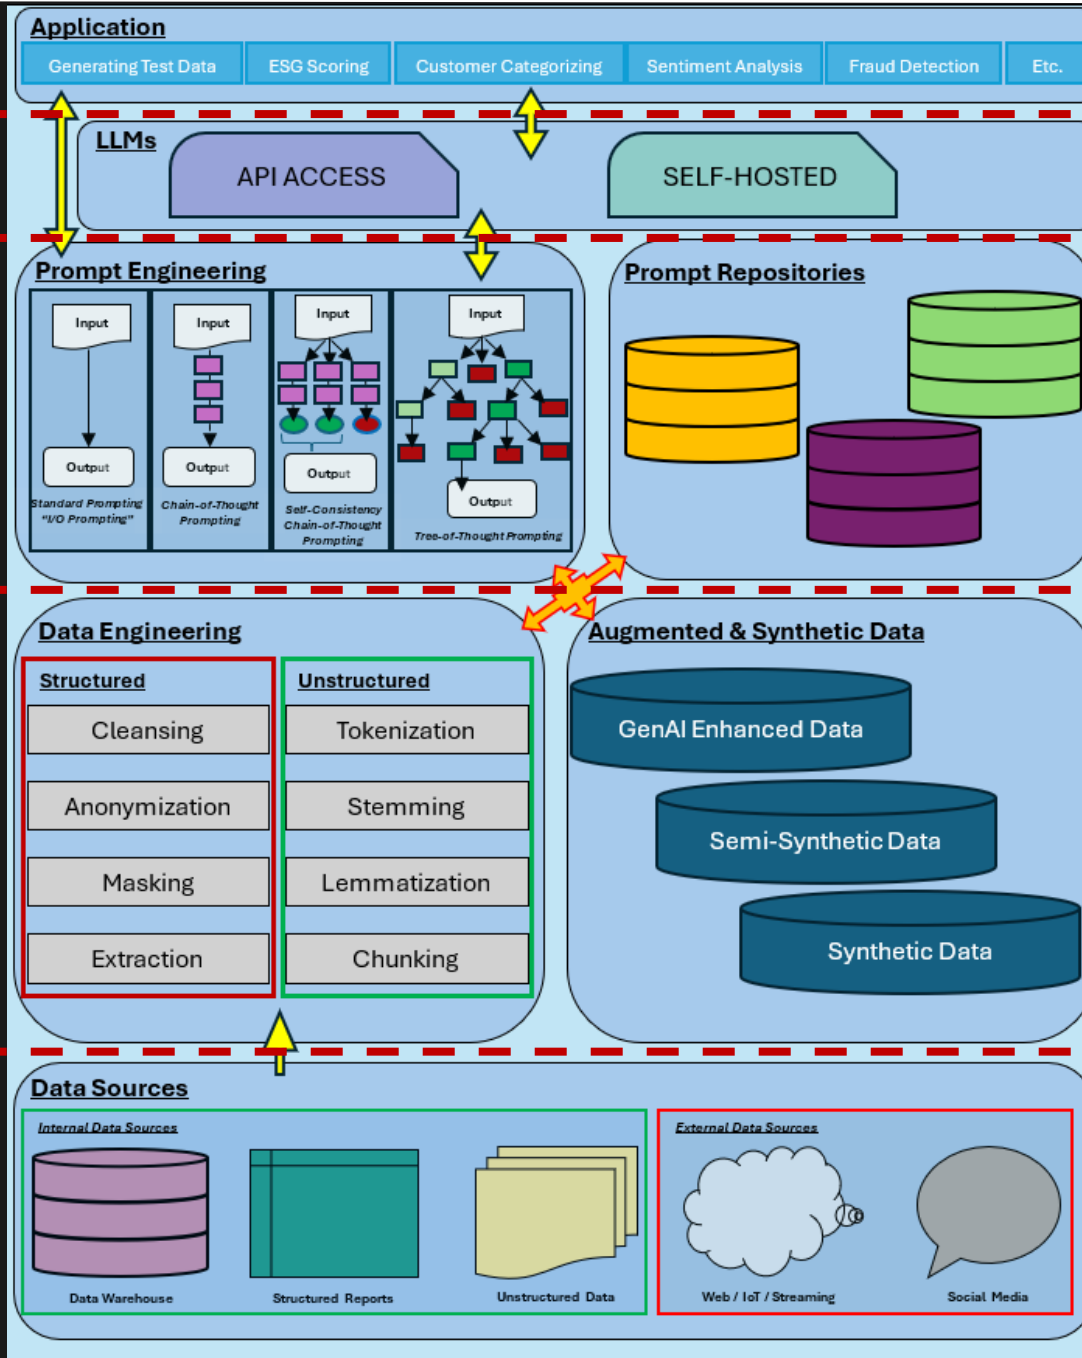 Application
Generating Test Data
ESG Scoring
Customer Categorizing
Sentiment Analysis
Fraud Detection
Etc.
LLMs
API ACCESS
SELF-HOSTED
Prompt Engineering
Input
Output
Standard Prompting
"I/O Prompting"
Input
Output
Chain-of-Thought
Prompting
Input
Output
Self-Consistency
Chain-of-Thought
Prompting
Input
Output
Tree-of-Thought Prompting
Prompt Repositories
Data Engineering
Structured
Cleansing
Anonymization
Masking
Extraction
Unstructured
Tokenization
Stemming
Lemmatization
Chunking
Augmented & Synthetic Data
GenAI Enhanced Data
Semi-Synthetic Data
Synthetic Data
Data Sources
Internal Data Sources
Data Warehouse
Structured Reports
Unstructured Data
External Data Sources
Web / IoT / Streaming
Social Media